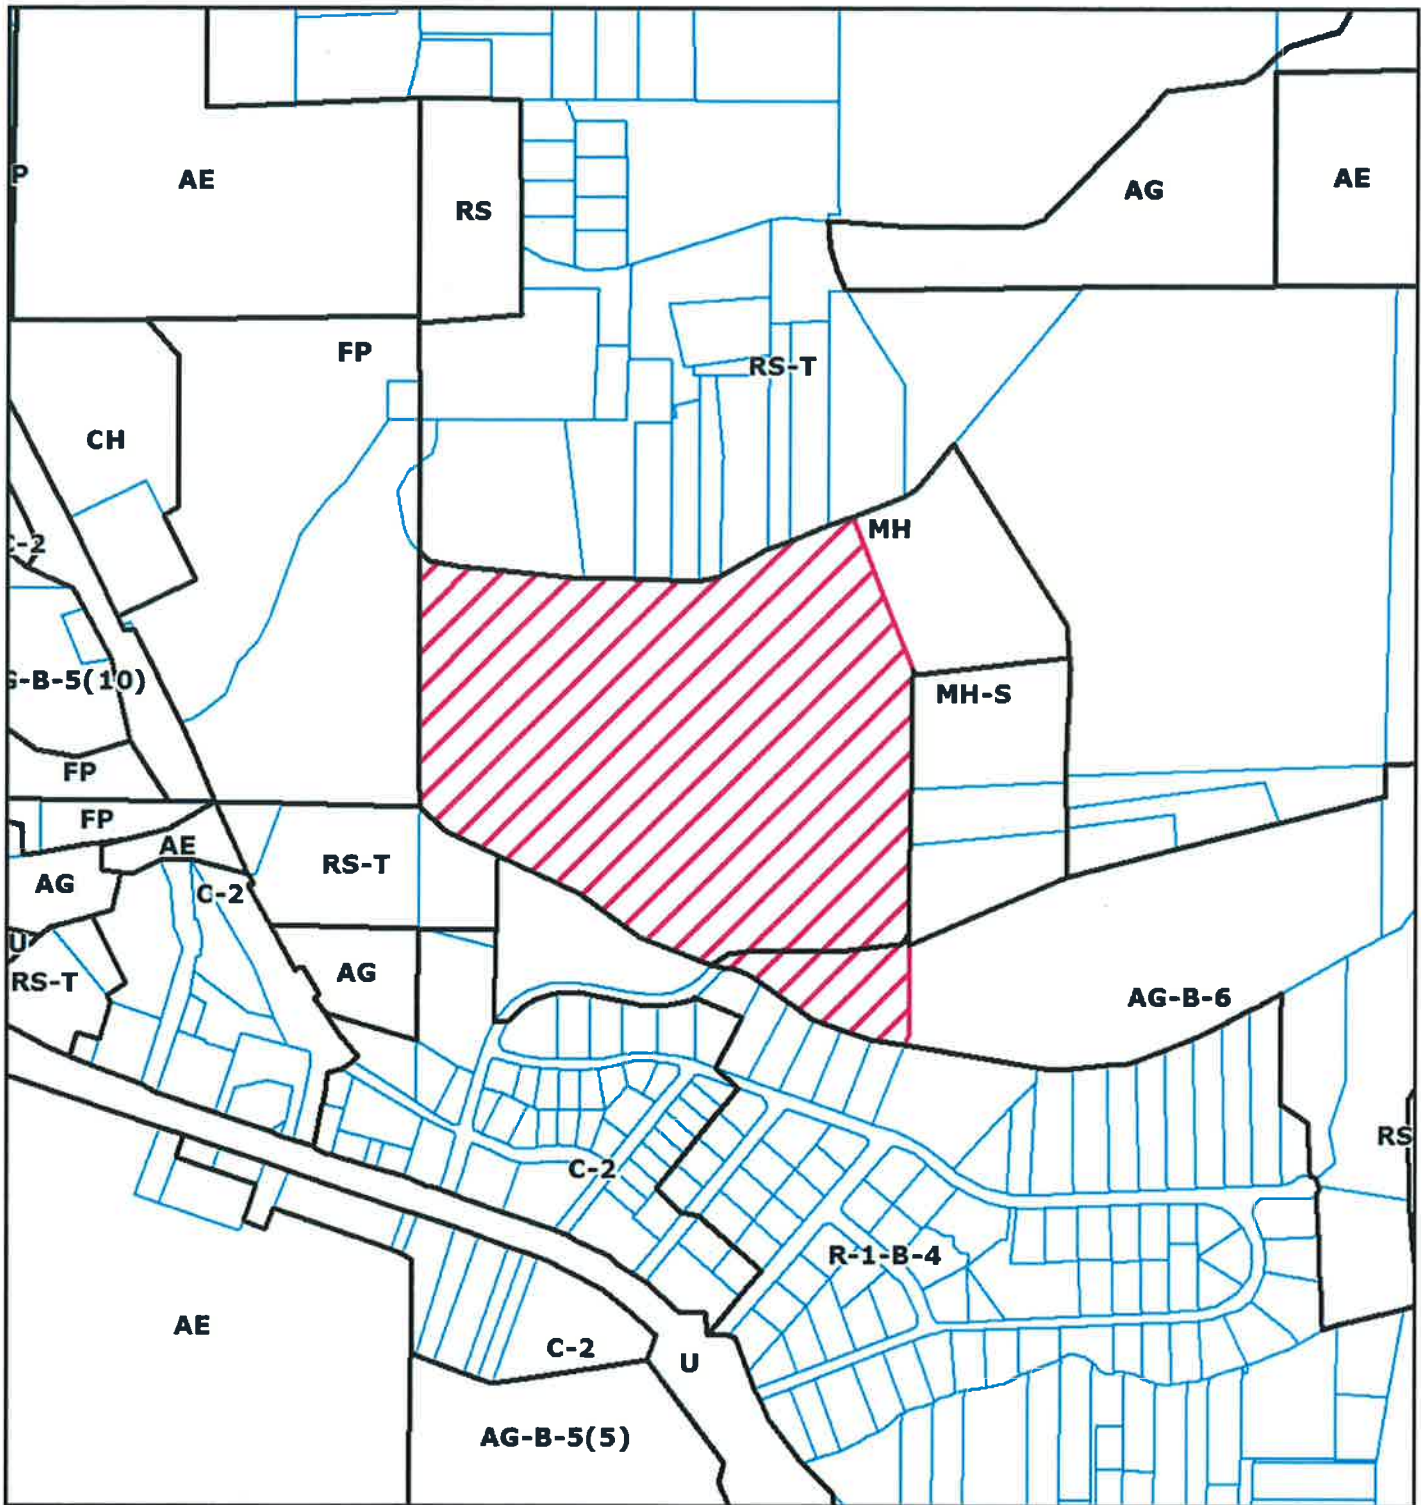 P
AE
RS
AG
AE
FP
RS-T
CH
MH
C-2
S-B-5(10)
MH-S
FP
FP
AE
RS-T
AG
C-2
U
RS-T
AG
AG-B-6
RS
C-2
R-1-B-4
AE
C-2
U
AG-B-5(5)